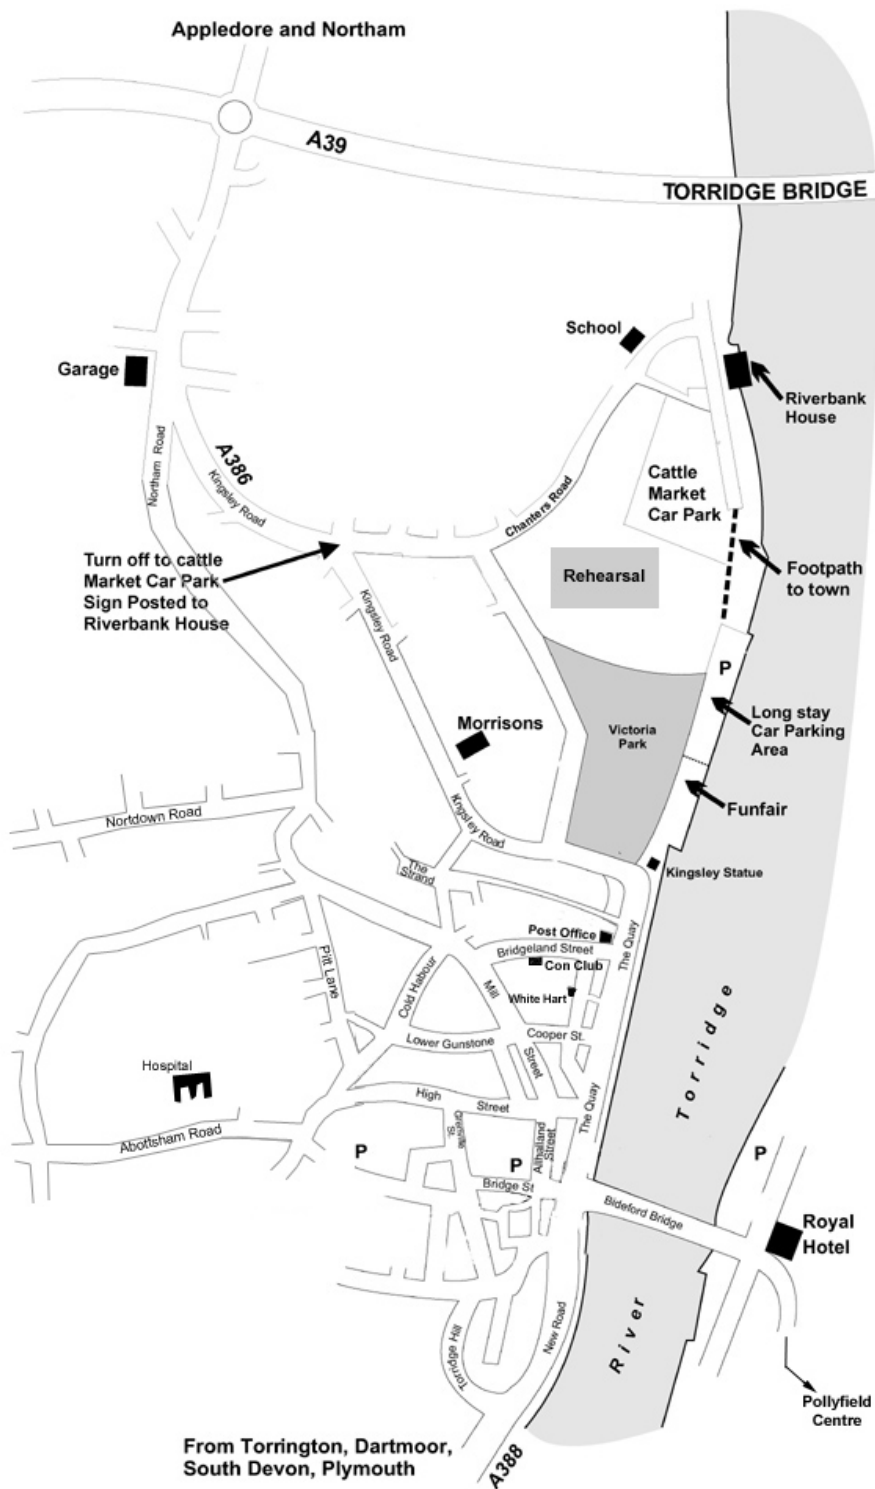 Appledore and Northam
A39
TORRIDGE BRIDGE
School
Garage
Riverbank
House
Northam Road
A386
Kingsley Road
Chanters Road
Cattle
Market
Car Park
Turn off to cattle
Market Car Park
Sign Posted to
Riverbank House
Rehearsal
Footpath
to town
Kingsley Road
P
Long stay
Car Parking
Area
Morrisons
Victoria
Park
Funfair
Nortdown Road
Kngsley Road
The
Strand
Kingsley Statue
Post Office
Bridgeland Street
The Quay
Con Club
Pitt Lane
Cold Habour
Mill
Street
White Hart
Cooper St.
Lower Gunstone
Torridge
River
Hospital
High
Street
The Quay
Abottsham Road
Grenville
St.
Allhalland
Street
P
P
P
Bridge St
Bideford Bridge
Royal
Hotel
New Road
Torridge Hill
Pollyfield
Centre
From Torrington, Dartmoor,
South Devon, Plymouth
A388